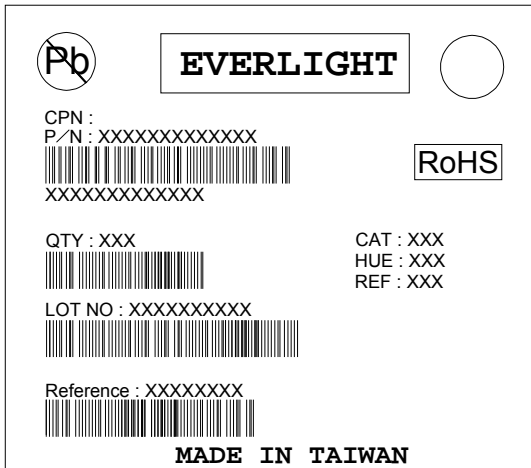 Pb
EVERLIGHT
CPN :
P/N : XXXXXXXXXXXXX
RoHS
XXXXXXXXXXXXX
QTY : XXX
CAT : XXX
HUE : XXX
REF : XXX
LOT NO : XXXXXXXXXX
Reference : XXXXXXXX
MADE IN TAIWAN